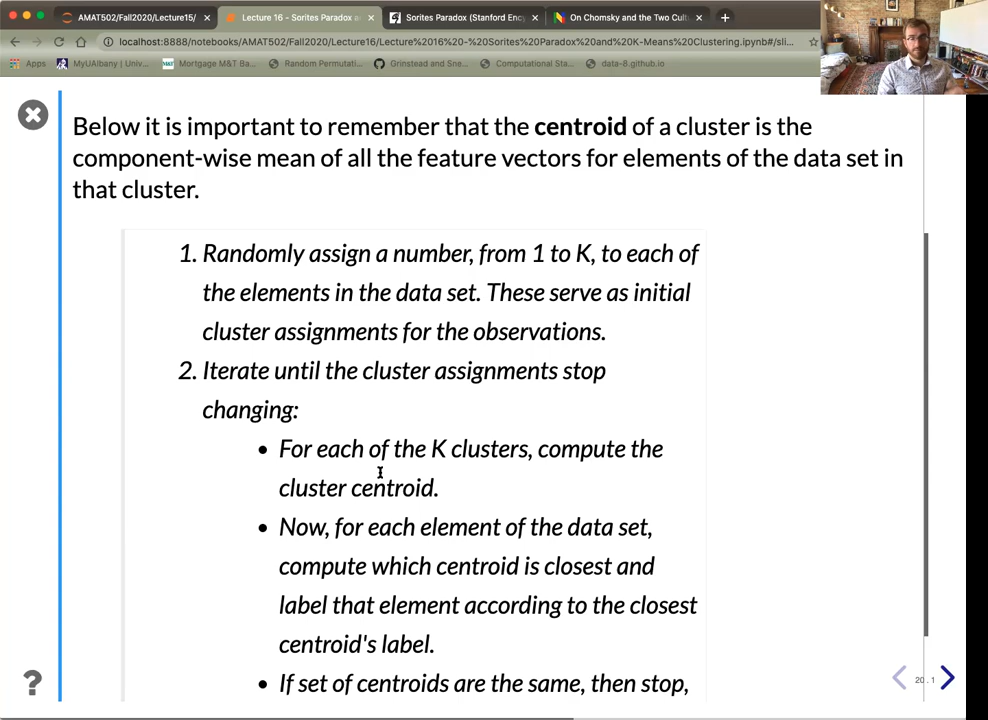 AMAT502/Fall2020/Lecture15/
Lecture 16 - Sorites Paradox a
Sorites Paradox (Stanford Ency
On Chomsky and the Two Cult
localhost:8888/notebooks/AMAT502/Fall2020/Lecture16/Lecture%2016%20-%20Sorites%20Paradox%20and%20K-Means%20Clustering.ipynb#/sli...
Apps
MyUAlbany | Univ...
Mortgage M&T Ba...
Random Permutati...
Grinstead and Sne...
Computational Sta...
data-8.github.io
Below it is important to remember that the centroid of a cluster is the
component-wise mean of all the feature vectors for elements of the data set in
that cluster.
1. Randomly assign a number, from 1 to K, to each of
the elements in the data set. These serve as initial
cluster assignments for the observations.
2. Iterate until the cluster assignments stop
changing:
• For each of the K clusters, compute the
cluster centroid.
• Now, for each element of the data set,
compute which centroid is closest and
label that element according to the closest
centroid's label.
• If set of centroids are the same, then stop,
?
20 . 1